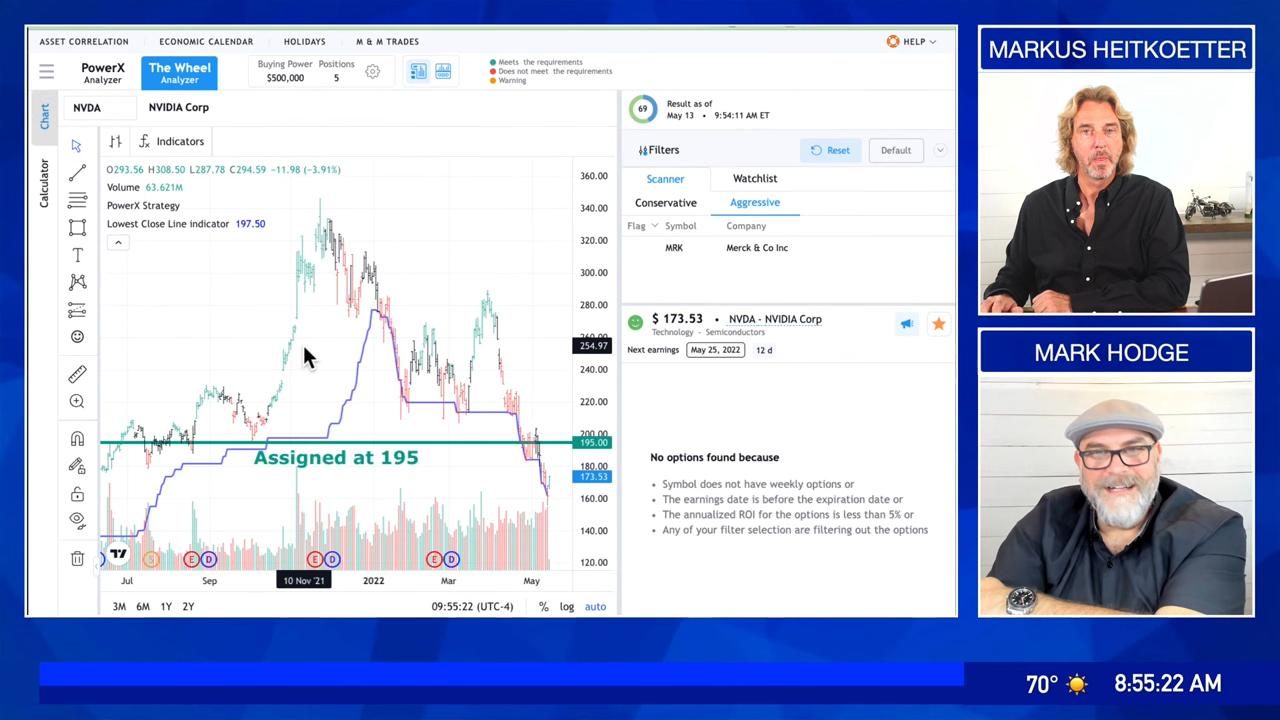 ASSET CORRELATION ECONOMIC CALENDAR HOLIDAYS M & M TRADES HELP
PowerX Analyzer
The Wheel Analyzer
Buying Power $500,000
Positions 5
Meets the requirements
Does not meet the requirements
Warning
Chart
Calculator
NVDA NVIDIA Corp
Indicators
O293.56 H308.50 L287.78 C294.59 −11.98 (−3.91%)
Volume 63.621M
PowerX Strategy
Lowest Close Line indicator 197.50
360.00
340.00
320.00
300.00
280.00
254.97
240.00
220.00
195.00
180.00
173.53
160.00
140.00
120.00
Assigned at 195
S E D E D E D
Jul Sep 10 Nov '21 2022 Mar May
3M 6M 1Y 2Y 09:55:22 (UTC-4) % log auto
69
Result as of
May 13 • 9:54:11 AM ET
Filters Reset Default
Scanner Watchlist
Conservative Aggressive
Flag Symbol Company
MRK Merck & Co Inc
$ 173.53 • NVDA - NVIDIA Corp
Technology - Semiconductors
Next earnings May 25, 2022 12 d
No options found because
• Symbol does not have weekly options or
• The earnings date is before the expiration date or
• The annualized ROI for the options is less than 5% or
• Any of your filter selection are filtering out the options
MARKUS HEITKOETTER
MARK HODGE
70° 8:55:22 AM